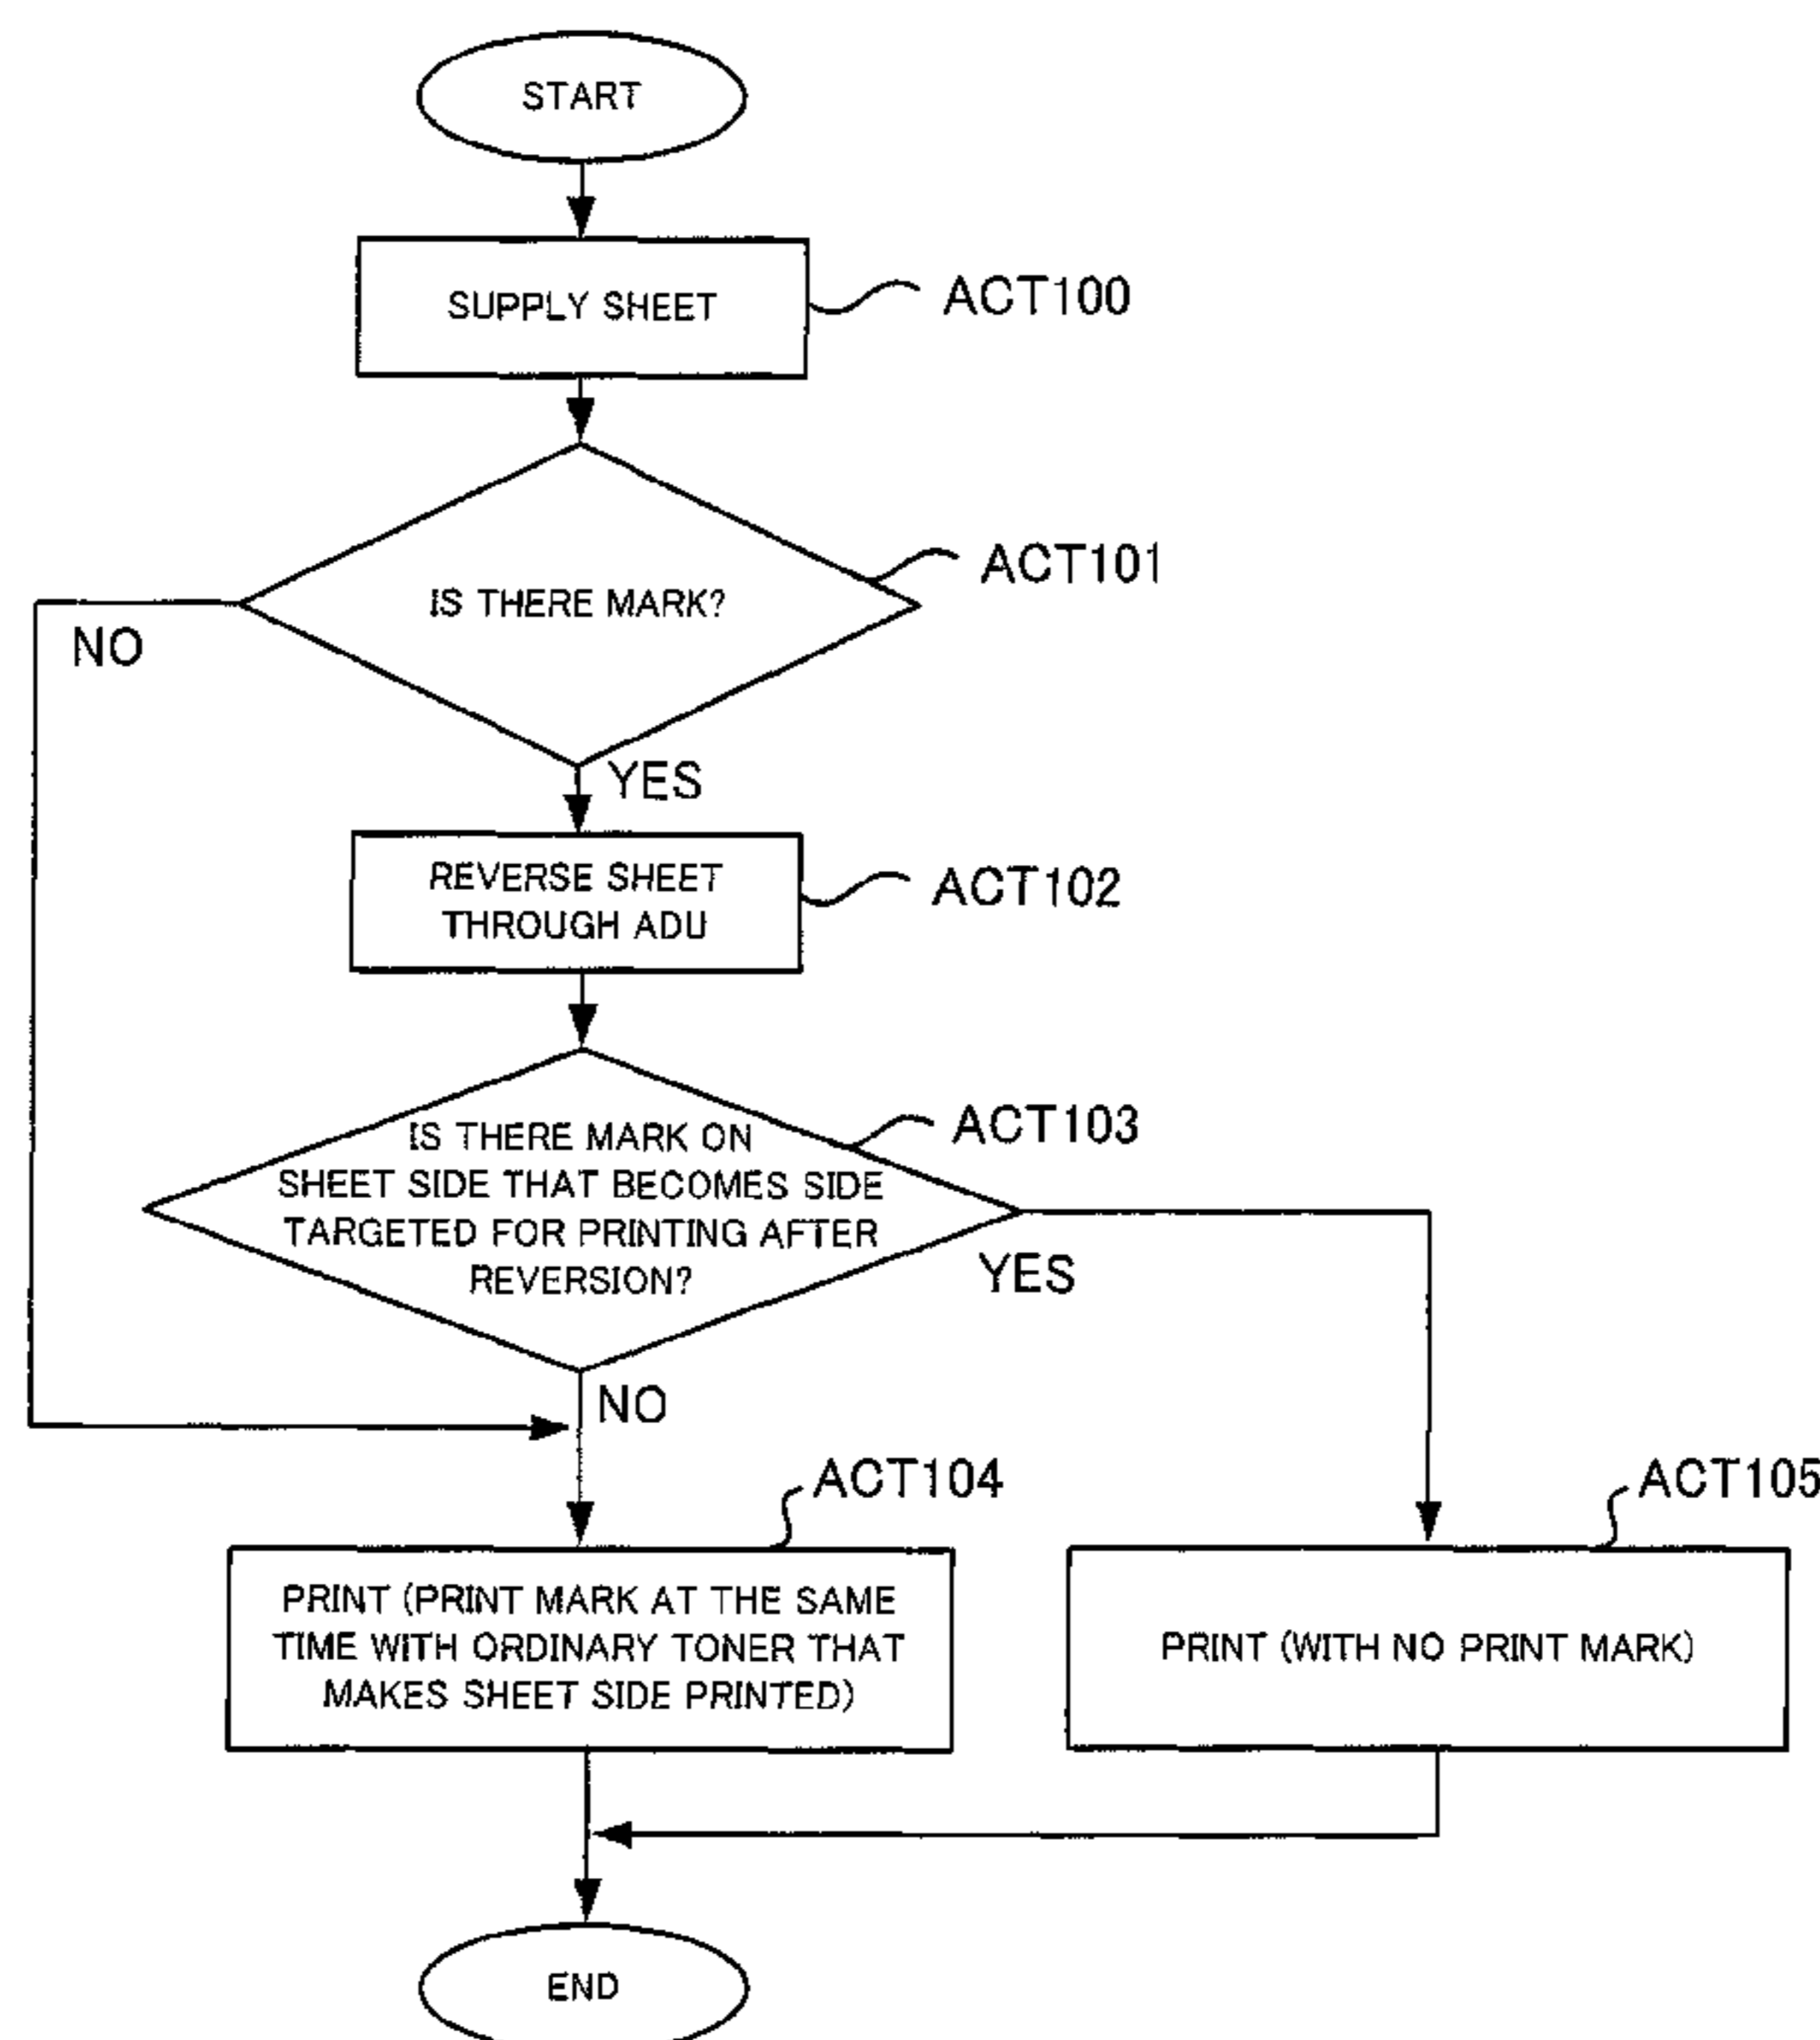 START
SUPPLY SHEET
ACT100
IS THERE MARK?
ACT101
NO
YES
REVERSE SHEET
THROUGH ADU
ACT102
IS THERE MARK ON
SHEET SIDE THAT BECOMES SIDE
TARGETED FOR PRINTING AFTER
REVERSION?
ACT103
YES
NO
ACT104
PRINT (PRINT MARK AT THE SAME
TIME WITH ORDINARY TONER THAT
MAKES SHEET SIDE PRINTED)
ACT105
PRINT (WITH NO PRINT MARK)
END